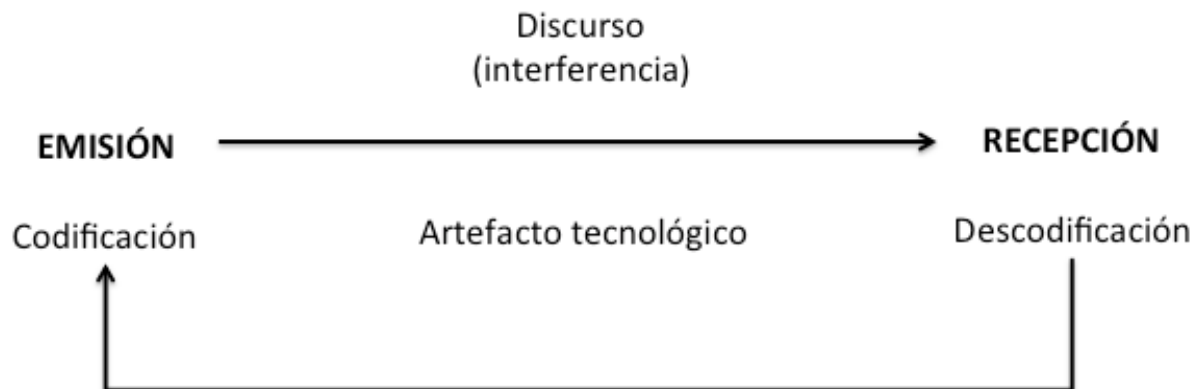 Discurso
(interferencia)
EMISIÓN
RECEPCIÓN
Codificación
Artefacto tecnológico
Descodificación